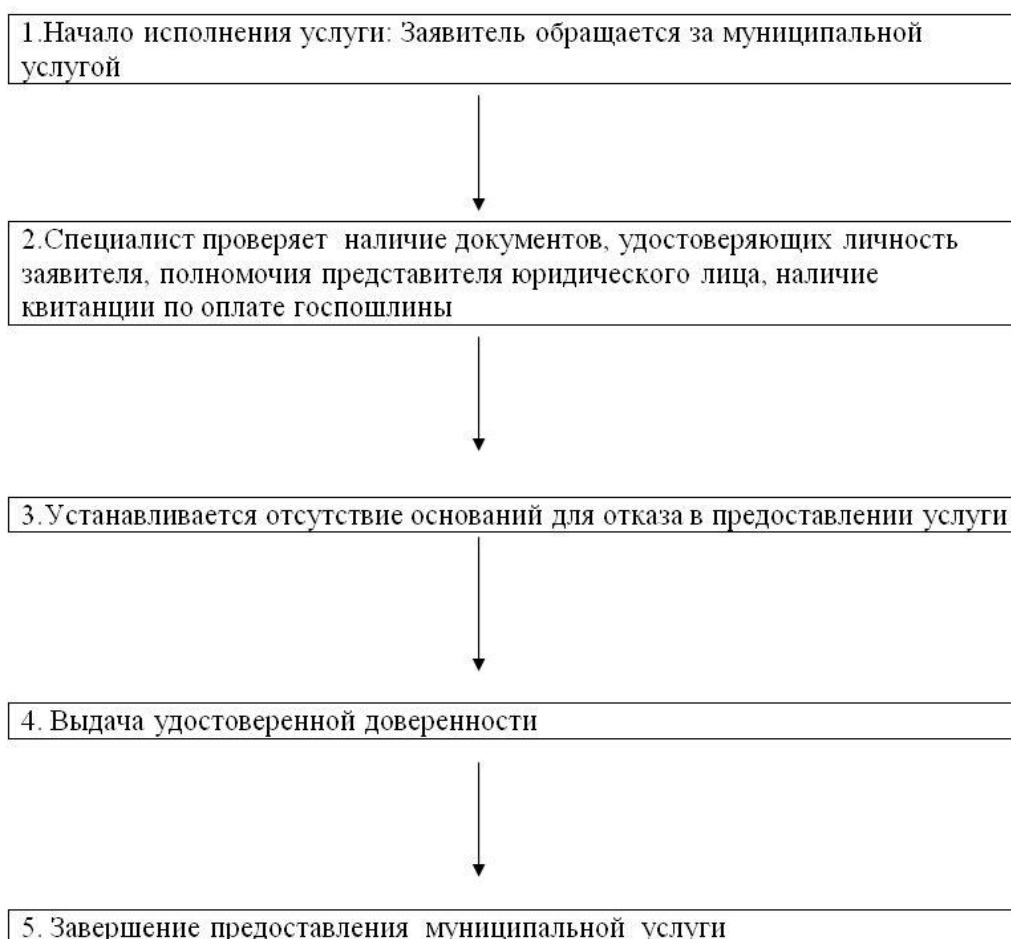 1.Начало исполнения услуги: Заявитель обращается за муниципальной
услугой
2.Специалист проверяет наличие документов, удостоверяющих личность
заявителя, полномочия представителя юридического лица, наличие
квитанции по оплате госпошлины
3.Устанавливается отсутствие оснований для отказа в предоставлении услуги
4. Выдача удостоверенной доверенности
5. Завершение предоставления муниципальной услуги